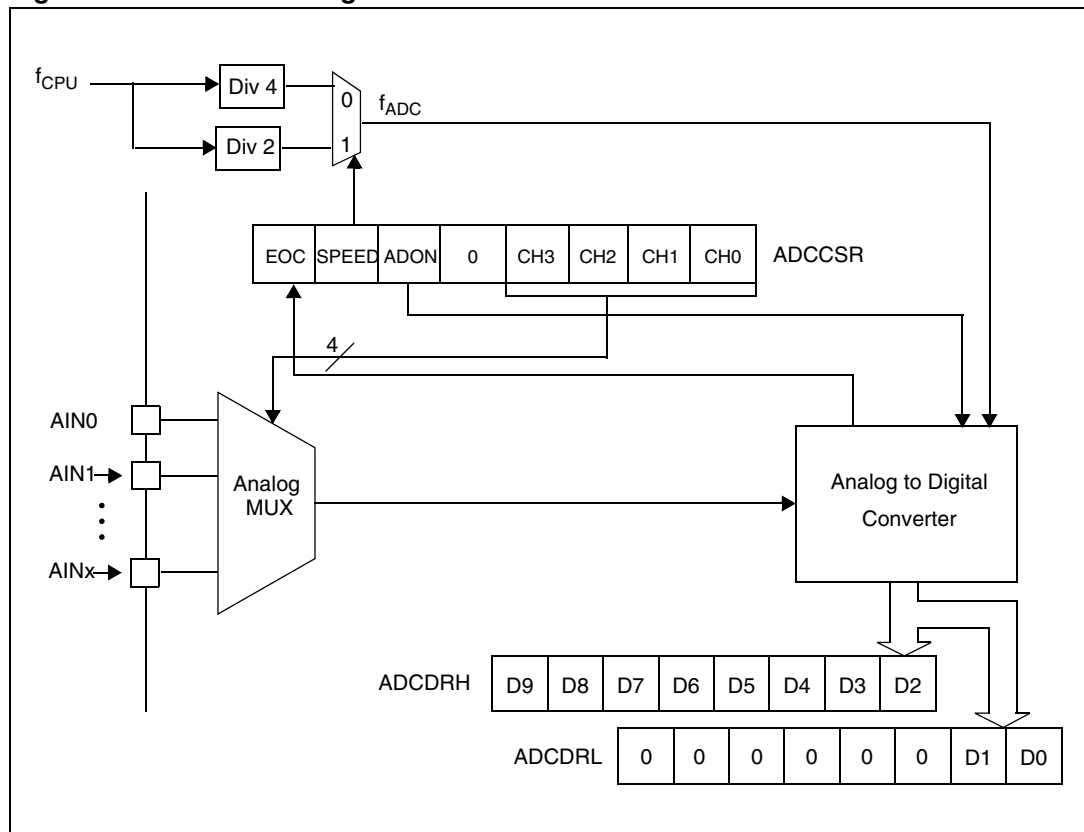 f_CPU
Div 4
Div 2
0
1
f_ADC
EOC SPEED ADON 0 CH3 CH2 CH1 CH0 ADCCSR
4
AIN0
AIN1
AINx
Analog
MUX
Analog to Digital
Converter
ADCDRH D9 D8 D7 D6 D5 D4 D3 D2
ADCDRL 0 0 0 0 0 0 D1 D0